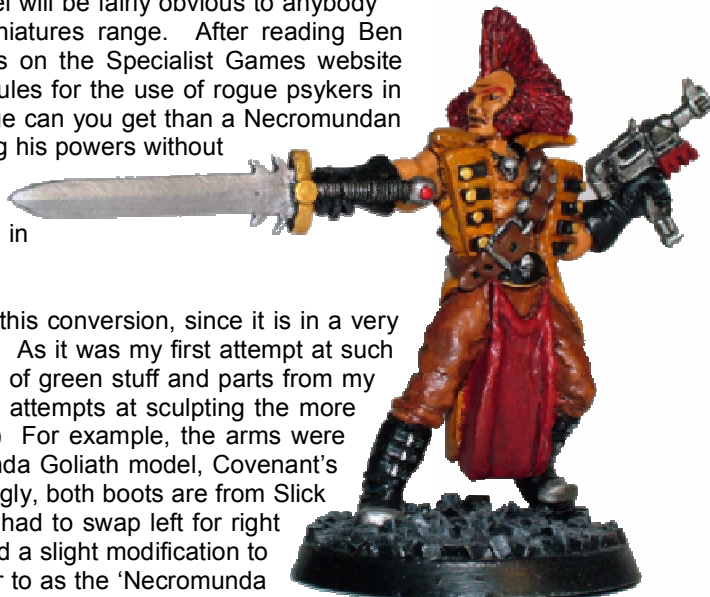 el will be fairly obvious to anybody
niatures range. After reading Ben
s on the Specialist Games website
ules for the use of rogue psykers in
ue can you get than a Necromundan
g his powers without
in
this conversion, since it is in a very
As it was my first attempt at such
of green stuff and parts from my
attempts at sculpting the more
) For example, the arms were
nda Goliath model, Covenant's
ngly, both boots are from Slick
had to swap left for right
d a slight modification to
r to as the 'Necromunda